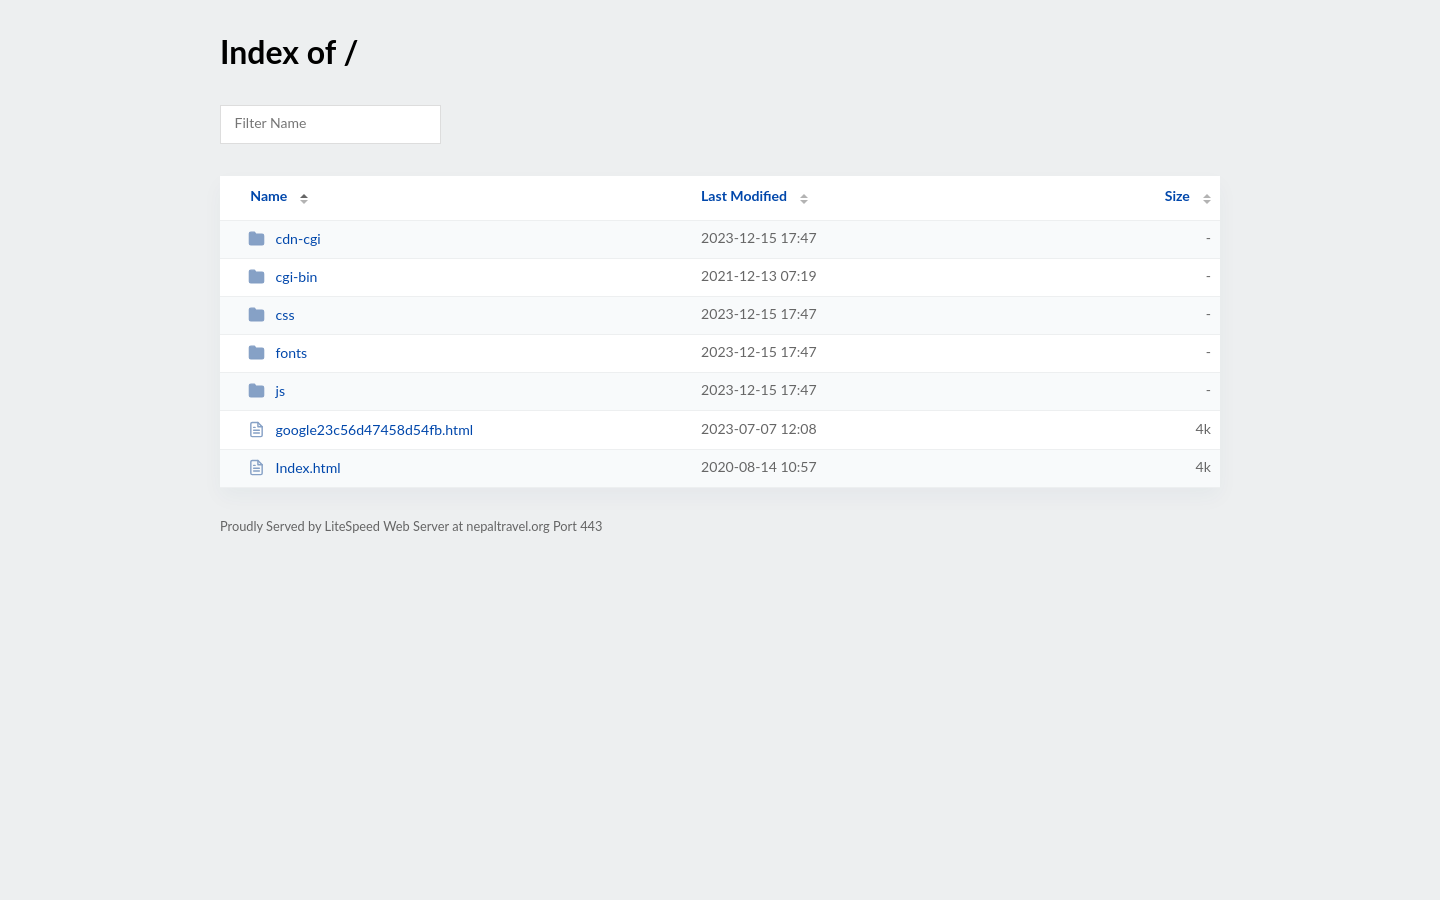 Index of /
Filter Name
Name Last Modified Size
cdn-cgi 2023-12-15 17:47 -
cgi-bin 2021-12-13 07:19 -
css 2023-12-15 17:47 -
fonts 2023-12-15 17:47 -
js 2023-12-15 17:47 -
google23c56d47458d54fb.html 2023-07-07 12:08 4k
Index.html 2020-08-14 10:57 4k
Proudly Served by LiteSpeed Web Server at nepaltravel.org Port 443